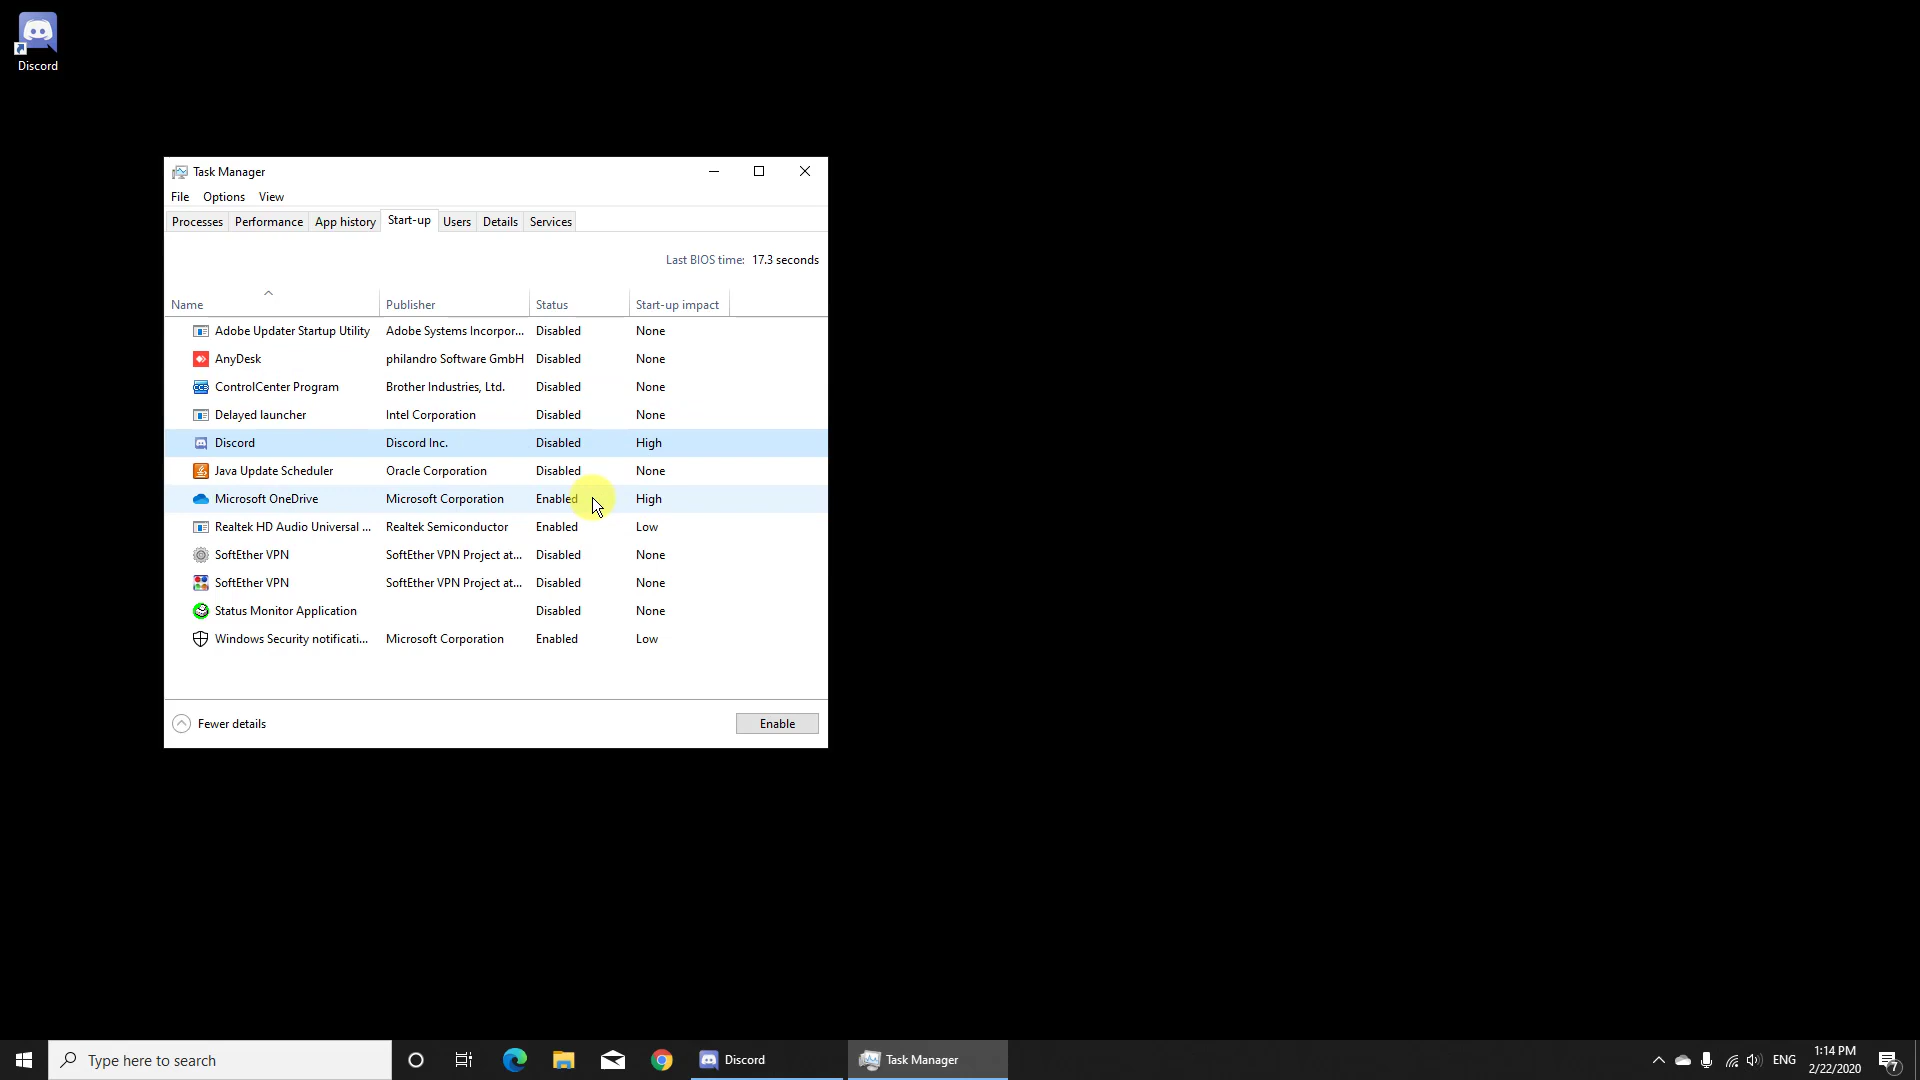 Discord
Task Manager
File Options View
Processes Performance App history Start-up Users Details Services
Last BIOS time: 17.3 seconds
Name Publisher Status Start-up impact
Adobe Updater Startup Utility Adobe Systems Incorpor... Disabled None
AnyDesk philandro Software GmbH Disabled None
ControlCenter Program Brother Industries, Ltd. Disabled None
Delayed launcher Intel Corporation Disabled None
Discord Discord Inc. Disabled High
Java Update Scheduler Oracle Corporation Disabled None
Microsoft OneDrive Microsoft Corporation Enabled High
Realtek HD Audio Universal ... Realtek Semiconductor Enabled Low
SoftEther VPN SoftEther VPN Project at... Disabled None
SoftEther VPN SoftEther VPN Project at... Disabled None
Status Monitor Application Disabled None
Windows Security notificati... Microsoft Corporation Enabled Low
Fewer details Enable
Type here to search Discord Task Manager ENG 1:14 PM
2/22/2020 7